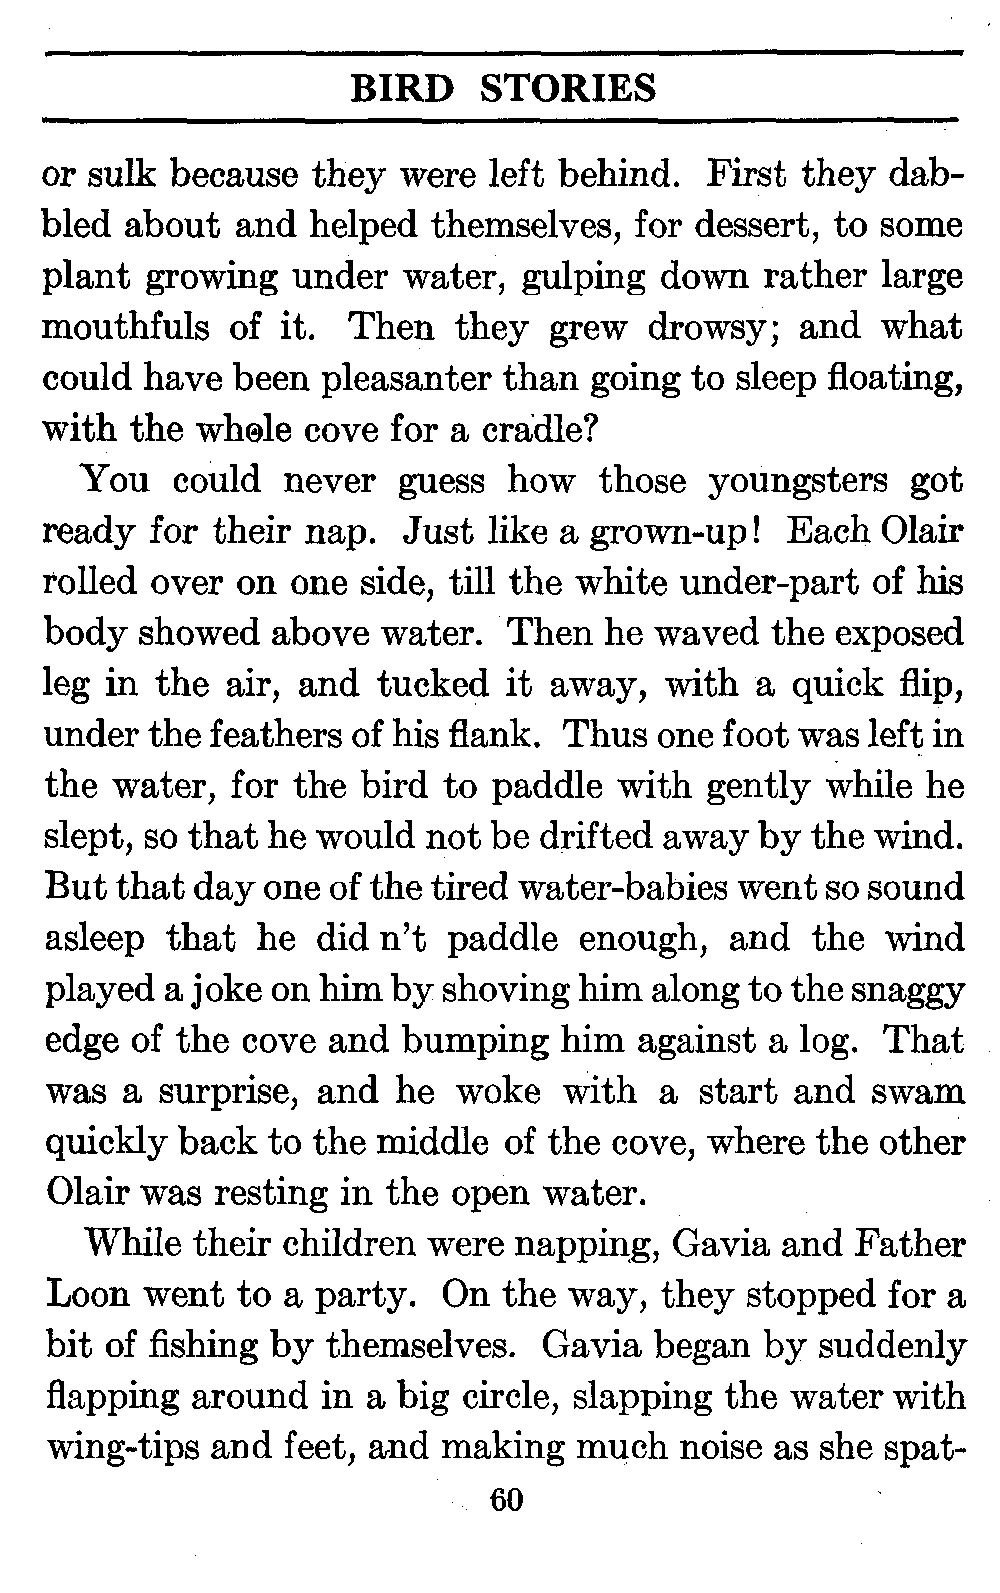 BIRD STORIES
or sulk because they were left behind. First they dab-
bled about and helped themselves, for dessert, to some
plant growing under water, gulping down rather large
mouthfuls of it. Then they grew drowsy; and what
could have been pleasanter than going to sleep floating,
with the whole cove for a cradle?
You could never guess how those youngsters got
ready for their nap. Just like a grown-up! Each Olair
rolled over on one side, till the white under-part of his
body showed above water. Then he waved the exposed
leg in the air, and tucked it away, with a quick flip,
under the feathers of his flank. Thus one foot was left in
the water, for the bird to paddle with gently while he
slept, so that he would not be drifted away by the wind.
But that day one of the tired water-babies went so sound
asleep that he did n't paddle enough, and the wind
played a joke on him by shoving him along to the snaggy
edge of the cove and bumping him against a log. That
was a surprise, and he woke with a start and swam
quickly back to the middle of the cove, where the other
Olair was resting in the open water.
While their children were napping, Gavia and Father
Loon went to a party. On the way, they stopped for a
bit of fishing by themselves. Gavia began by suddenly
flapping around in a big circle, slapping the water with
wing-tips and feet, and making much noise as she spat-
60